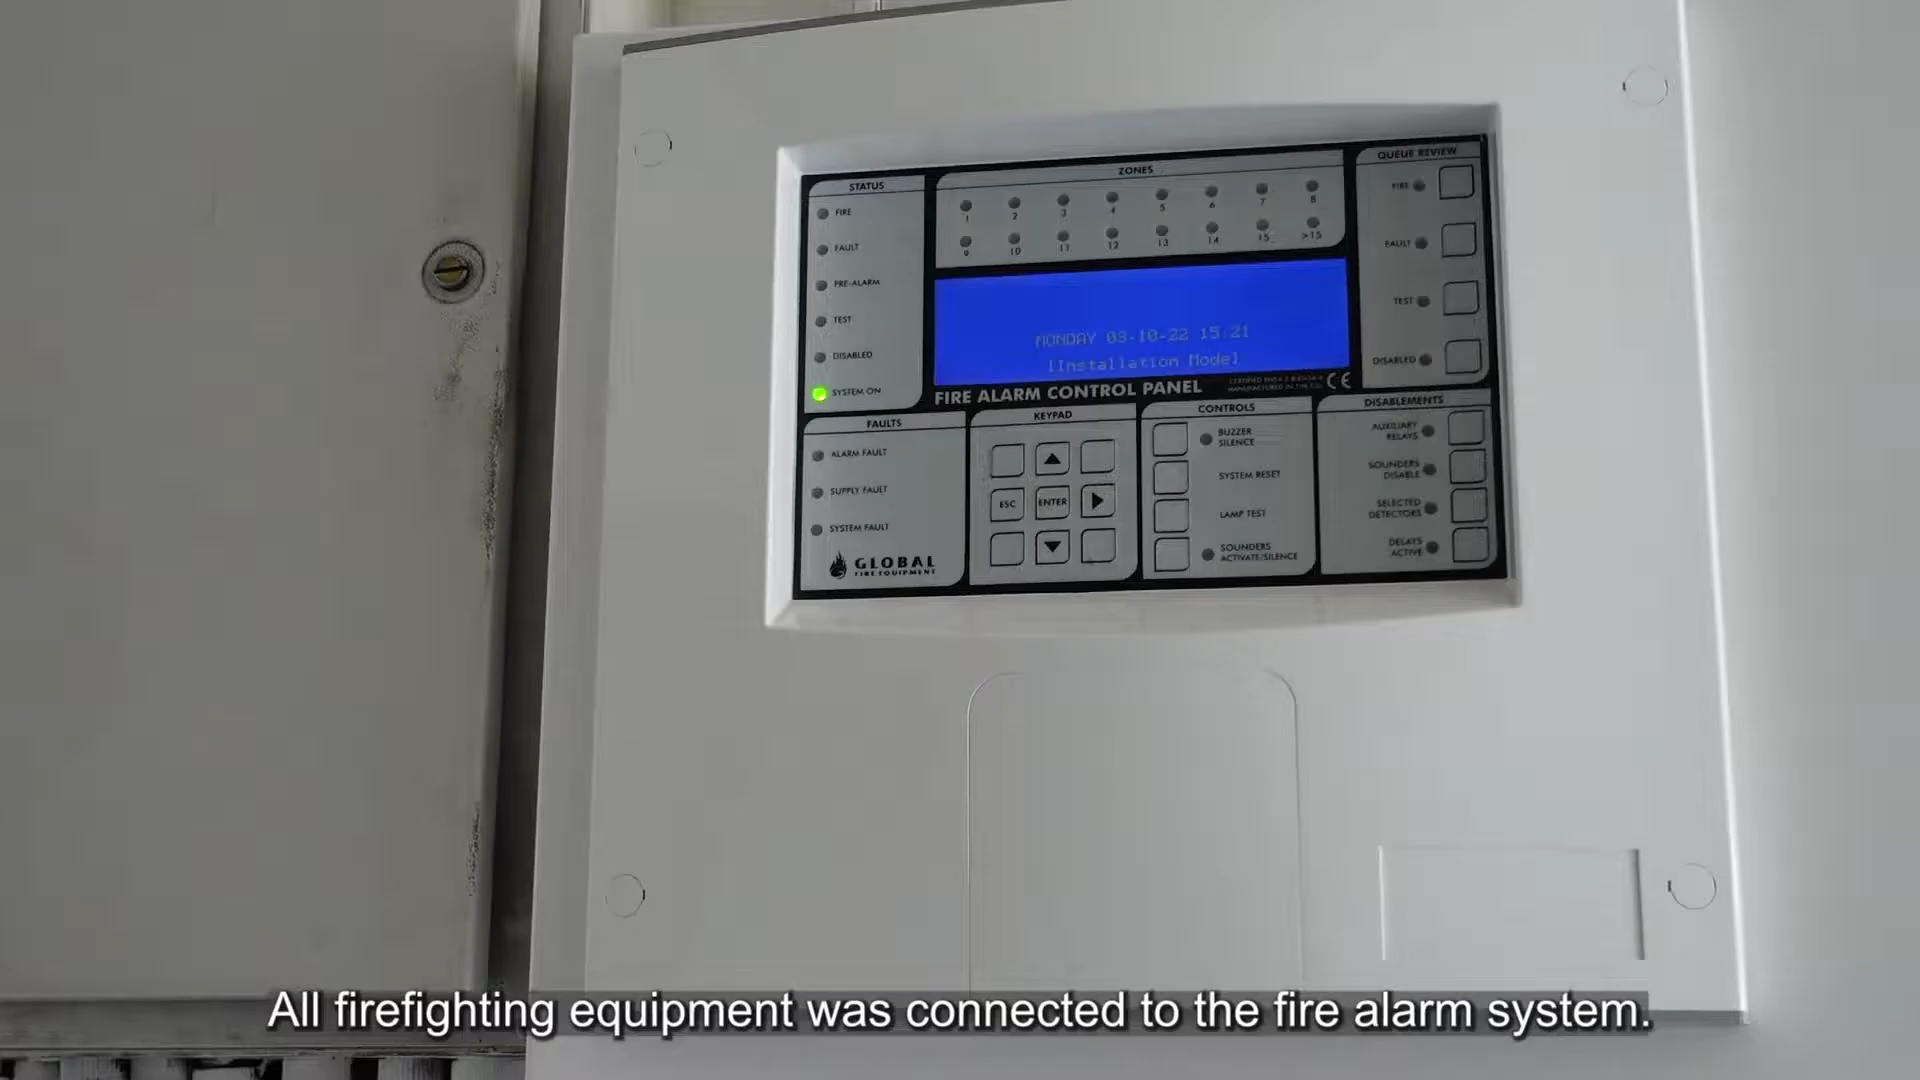 STATUS
FIRE
FAULT
PRE-ALARM
TEST
DISABLED
SYSTEM ON
ZONES
1 2 3 4 5 6 7 8
9 10 11 12 13 14 15 >15
QUEUE REVIEW
FIRE
FAULT
TEST
DISABLED
MONDAY 03-10-22 15:21
[Installation Mode]
FIRE ALARM CONTROL PANEL
CE
FAULTS
ALARM FAULT
SUPPLY FAULT
SYSTEM FAULT
GLOBAL
FIRE EQUIPMENT
KEYPAD
ESC ENTER
CONTROLS
BUZZER
SILENCE
SYSTEM RESET
LAMP TEST
SOUNDERS
ACTIVATE/SILENCE
DISABLEMENTS
AUXILIARY
RELAYS
SOUNDERS
DISABLE
SELECTED
DETECTORS
DELAYS
ACTIVE
All firefighting equipment was connected to the fire alarm system.